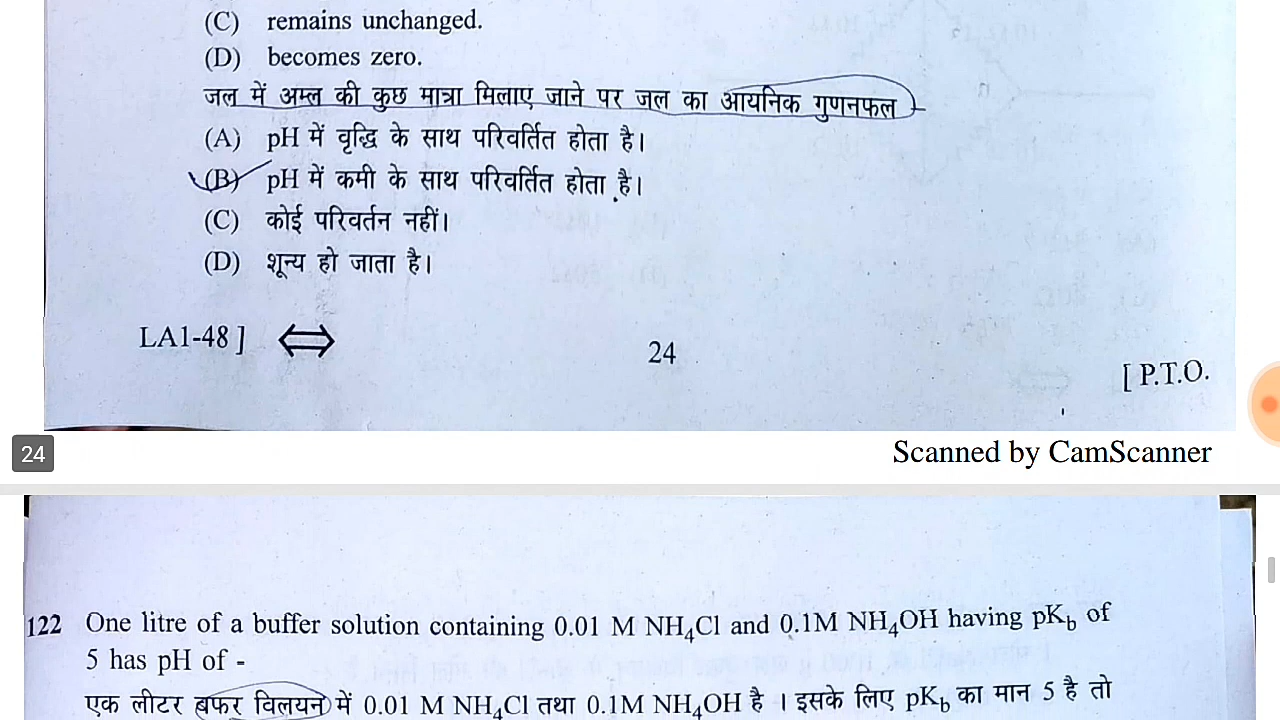 (C) remains unchanged.
(D) becomes zero.
जल में अम्ल की कुछ मात्रा मिलाए जाने पर जल का आयनिक गुणनफल
(A) pH में वृद्धि के साथ परिवर्तित होता है।
(B) pH में कमी के साथ परिवर्तित होता है।
(C) कोई परिवर्तन नहीं।
(D) शून्य हो जाता है।
LA1-48 ] ⇔
24
[ P.T.O.
24
Scanned by CamScanner
122 One litre of a buffer solution containing 0.01 M NH₄Cl and 0.1M NH₄OH having pK_b of
5 has pH of -
एक लीटर बफर विलयन में 0.01 M NH₄Cl तथा 0.1M NH₄OH है । इसके लिए pK_b का मान 5 है तो